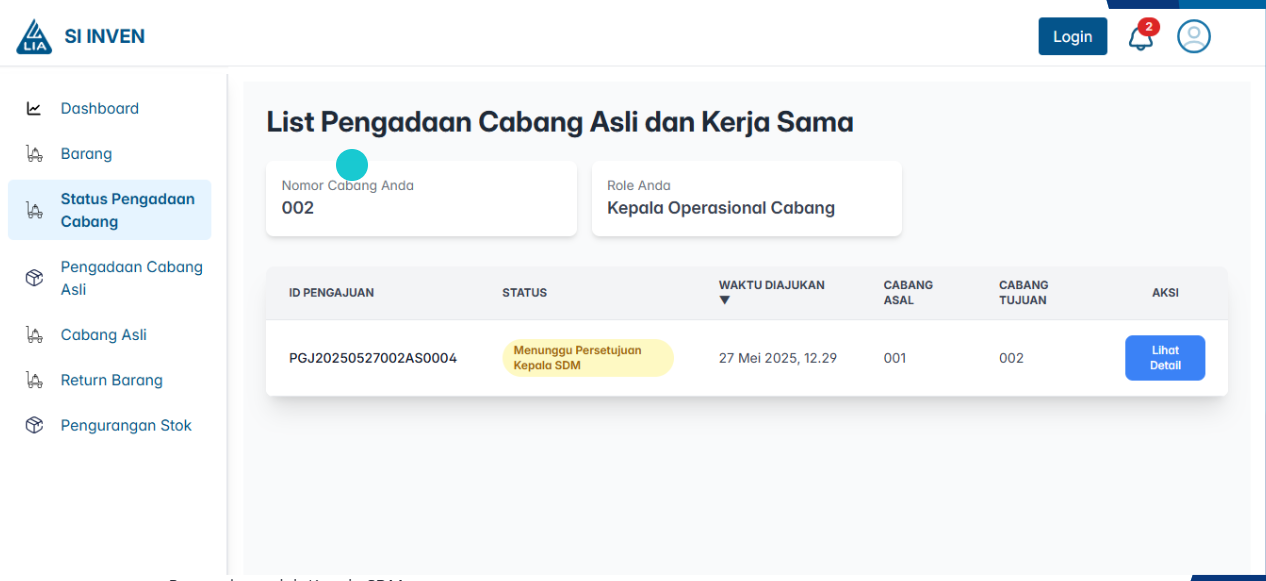 LIA
SI INVEN
Login
2
Dashboard
Barang
Status Pengadaan
Cabang
Pengadaan Cabang
Asli
Cabang Asli
Return Barang
Pengurangan Stok
List Pengadaan Cabang Asli dan Kerja Sama
Nomor Cabang Anda
002
Role Anda
Kepala Operasional Cabang
ID PENGAJUAN
STATUS
WAKTU DIAJUKAN
▼
CABANG
ASAL
CABANG
TUJUAN
AKSI
PGJ20250527002AS0004
Menunggu Persetujuan
Kepala SDM
27 Mei 2025, 12.29
001
002
Lihat
Detail